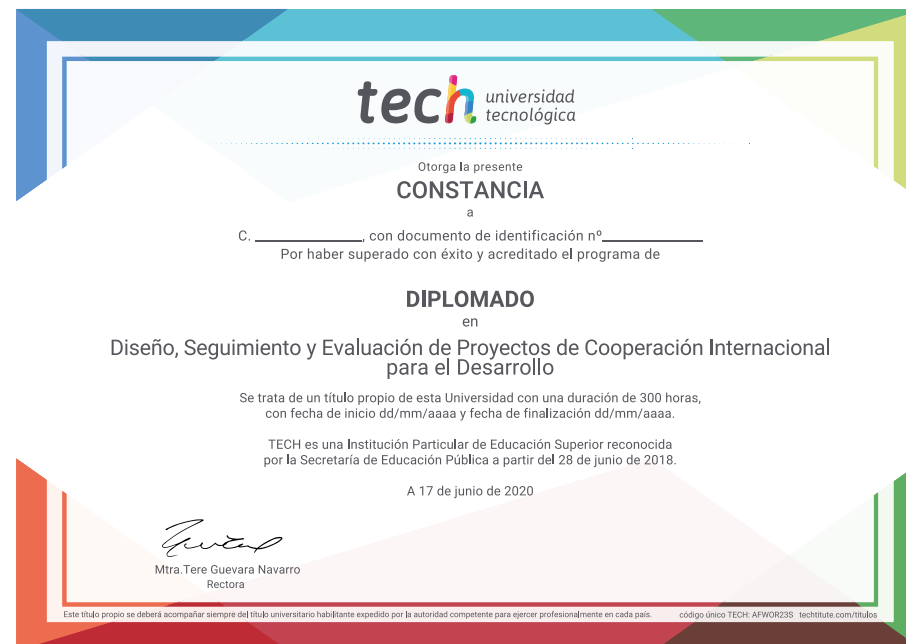 tech universidad
tecnológica
Otorga la presente
CONSTANCIA
a
C. ____________, con documento de identificación nº____________
Por haber superado con éxito y acreditado el programa de
DIPLOMADO
en
Diseño, Seguimiento y Evaluación de Proyectos de Cooperación Internacional
para el Desarrollo
Se trata de un título propio de esta Universidad con una duración de 300 horas,
con fecha de inicio dd/mm/aaaa y fecha de finalización dd/mm/aaaa.
TECH es una Institución Particular de Educación Superior reconocida
por la Secretaría de Educación Pública a partir del 28 de junio de 2018.
A 17 de junio de 2020
Mtra.Tere Guevara Navarro
Rectora
Este título propio se deberá acompañar siempre del título universitario habilitante expedido por la autoridad competente para ejercer profesionalmente en cada país. código único TECH: AFWOR23S techtitute.com/titulos